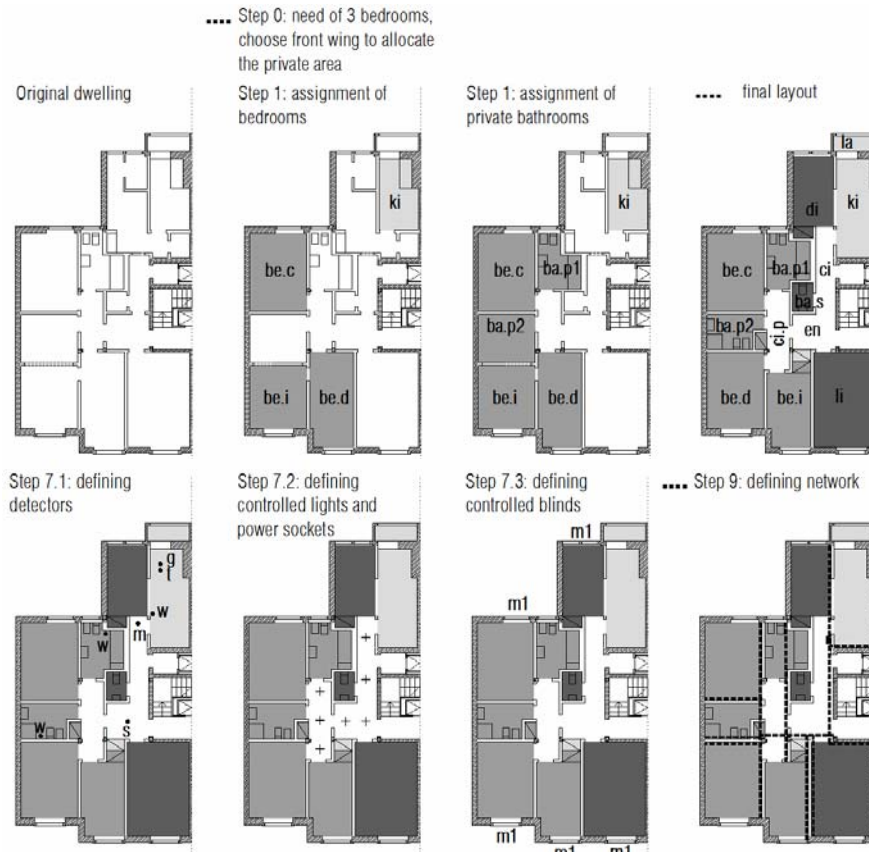 Step 0: need of 3 bedrooms,
choose front wing to allocate
the private area
Original dwelling
Step 1: assignment of
bedrooms
Step 1: assignment of
private bathrooms
final layout
ki
be.c
be.i
be.d
ki
be.c
ba.p1
ba.p2
be.i
be.d
la
di
ki
be.c
ba.p1
ci
ba.s
ba.p2
ci.p
en
be.d
be.i
li
Step 7.1: defining
detectors
Step 7.2: defining
controlled lights and
power sockets
Step 7.3: defining
controlled blinds
Step 9: defining network
g
t
w
m
w
w
s
m1
m1
m1
m1
m1